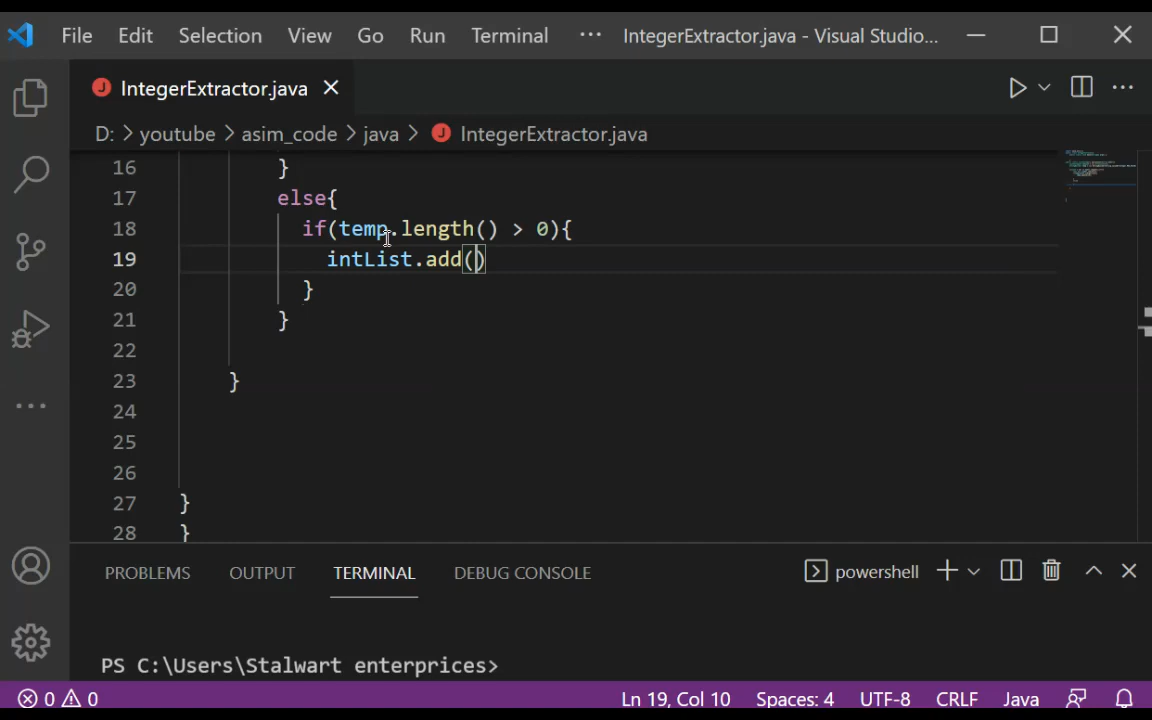 File Edit Selection View Go Run Terminal ··· IntegerExtractor.java - Visual Studio...
IntegerExtractor.java
D: > youtube > asim_code > java > IntegerExtractor.java
16 }
17 else{
18 if(temp.length() > 0){
19 intList.add()
20 }
21 }
22
23 }
24
25
26
27 }
28 }
PROBLEMS OUTPUT TERMINAL DEBUG CONSOLE powershell
PS C:\Users\Stalwart enterprices>
0 0 Ln 19, Col 10 Spaces: 4 UTF-8 CRLF Java